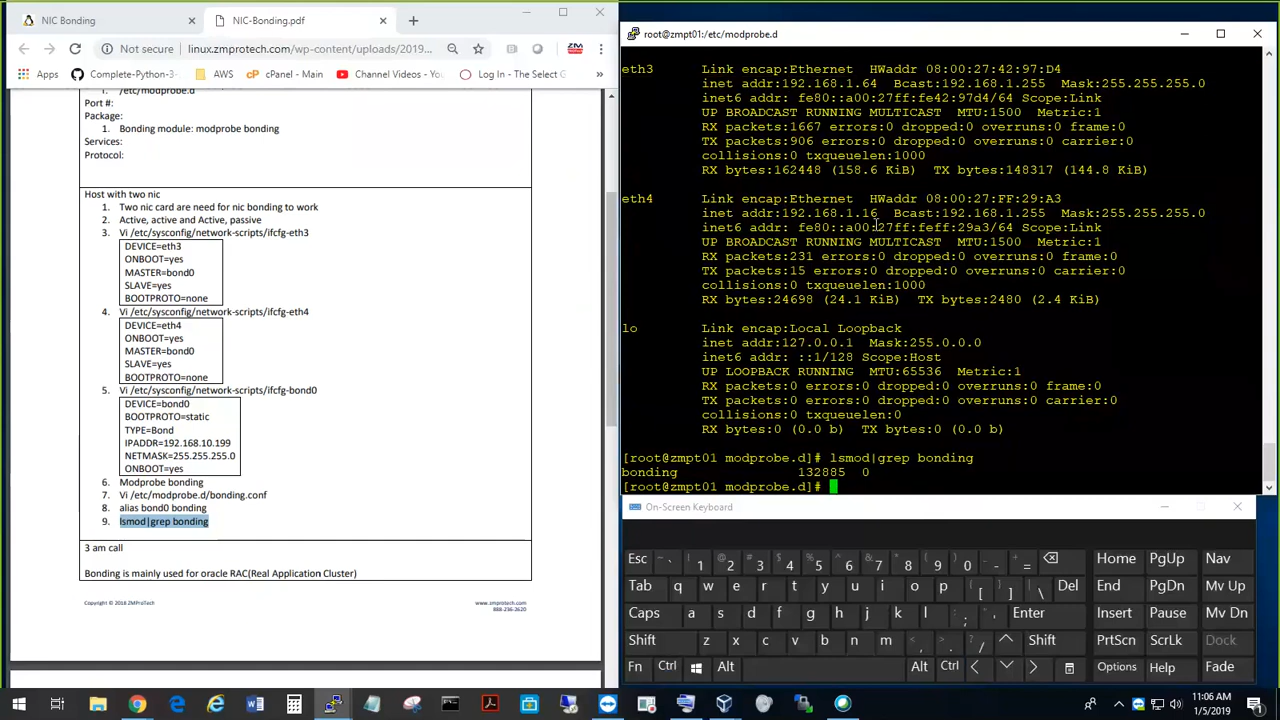 NIC Bonding
NIC-Bonding.pdf
Not secure
linux.zmprotech.com/wp-content/uploads/2019...
Apps
Complete-Python-3-
AWS
cPanel - Main
Channel Videos - You
Log In - The Select G
1. /etc/modprobe.d
Port #:
Package:
1. Bonding module: modprobe bonding
Services:
Protocol:
Host with two nic
1. Two nic card are need for nic bonding to work
2. Active, active and Active, passive
3. Vi /etc/sysconfig/network-scripts/ifcfg-eth3
DEVICE=eth3
ONBOOT=yes
MASTER=bond0
SLAVE=yes
BOOTPROTO=none
4. Vi /etc/sysconfig/network-scripts/ifcfg-eth4
DEVICE=eth4
ONBOOT=yes
MASTER=bond0
SLAVE=yes
BOOTPROTO=none
5. Vi /etc/sysconfig/network-scripts/ifcfg-bond0
DEVICE=bond0
BOOTPROTO=static
TYPE=Bond
IPADDR=192.168.10.199
NETMASK=255.255.255.0
ONBOOT=yes
6. Modprobe bonding
7. Vi /etc/modprobe.d/bonding.conf
8. alias bond0 bonding
9. lsmod|grep bonding
3 am call
Bonding is mainly used for oracle RAC(Real Application Cluster)
Copyright © 2018 ZMProTech
www.zmprotech.com
888-236-3620
root@zmpt01:/etc/modprobe.d
eth3 Link encap:Ethernet HWaddr 08:00:27:42:97:D4
inet addr:192.168.1.64 Bcast:192.168.1.255 Mask:255.255.255.0
inet6 addr: fe80::a00:27ff:fe42:97d4/64 Scope:Link
UP BROADCAST RUNNING MULTICAST MTU:1500 Metric:1
RX packets:1667 errors:0 dropped:0 overruns:0 frame:0
TX packets:906 errors:0 dropped:0 overruns:0 carrier:0
collisions:0 txqueuelen:1000
RX bytes:162448 (158.6 KiB) TX bytes:148317 (144.8 KiB)
eth4 Link encap:Ethernet HWaddr 08:00:27:FF:29:A3
inet addr:192.168.1.16 Bcast:192.168.1.255 Mask:255.255.255.0
inet6 addr: fe80::a00:27ff:feff:29a3/64 Scope:Link
UP BROADCAST RUNNING MULTICAST MTU:1500 Metric:1
RX packets:231 errors:0 dropped:0 overruns:0 frame:0
TX packets:15 errors:0 dropped:0 overruns:0 carrier:0
collisions:0 txqueuelen:1000
RX bytes:24698 (24.1 KiB) TX bytes:2480 (2.4 KiB)
lo Link encap:Local Loopback
inet addr:127.0.0.1 Mask:255.0.0.0
inet6 addr: ::1/128 Scope:Host
UP LOOPBACK RUNNING MTU:65536 Metric:1
RX packets:0 errors:0 dropped:0 overruns:0 frame:0
TX packets:0 errors:0 dropped:0 overruns:0 carrier:0
collisions:0 txqueuelen:0
RX bytes:0 (0.0 b) TX bytes:0 (0.0 b)
[root@zmpt01 modprobe.d]# lsmod|grep bonding
bonding 132885 0
[root@zmpt01 modprobe.d]#
On-Screen Keyboard
Esc ~ ` ! 1 @ 2 # 3 $ 4 % 5 ^ 6 & 7 * 8 ( 9 ) 0 _ - + = Home PgUp Nav
Tab q w e r t y u i o p { [ } ] | \ Del End PgDn Mv Up
Caps a s d f g h j k l : ; " ' Enter Insert Pause Mv Dn
Shift z x c v b n m < , > . ? / Shift PrtScn ScrLk Dock
Fn Ctrl Alt Alt Ctrl Options Help Fade
11:06 AM
1/5/2019